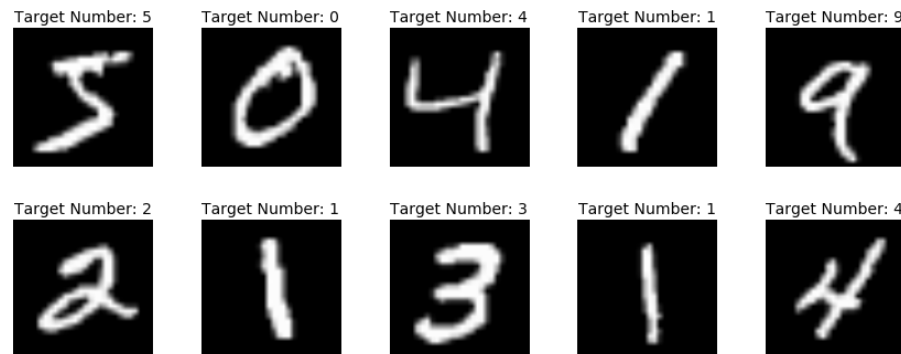 Target Number: 5 Target Number: 0 Target Number: 4 Target Number: 1 Target Number: 9
5 0 4 1 9
Target Number: 2 Target Number: 1 Target Number: 3 Target Number: 1 Target Number: 4
2 1 3 1 4